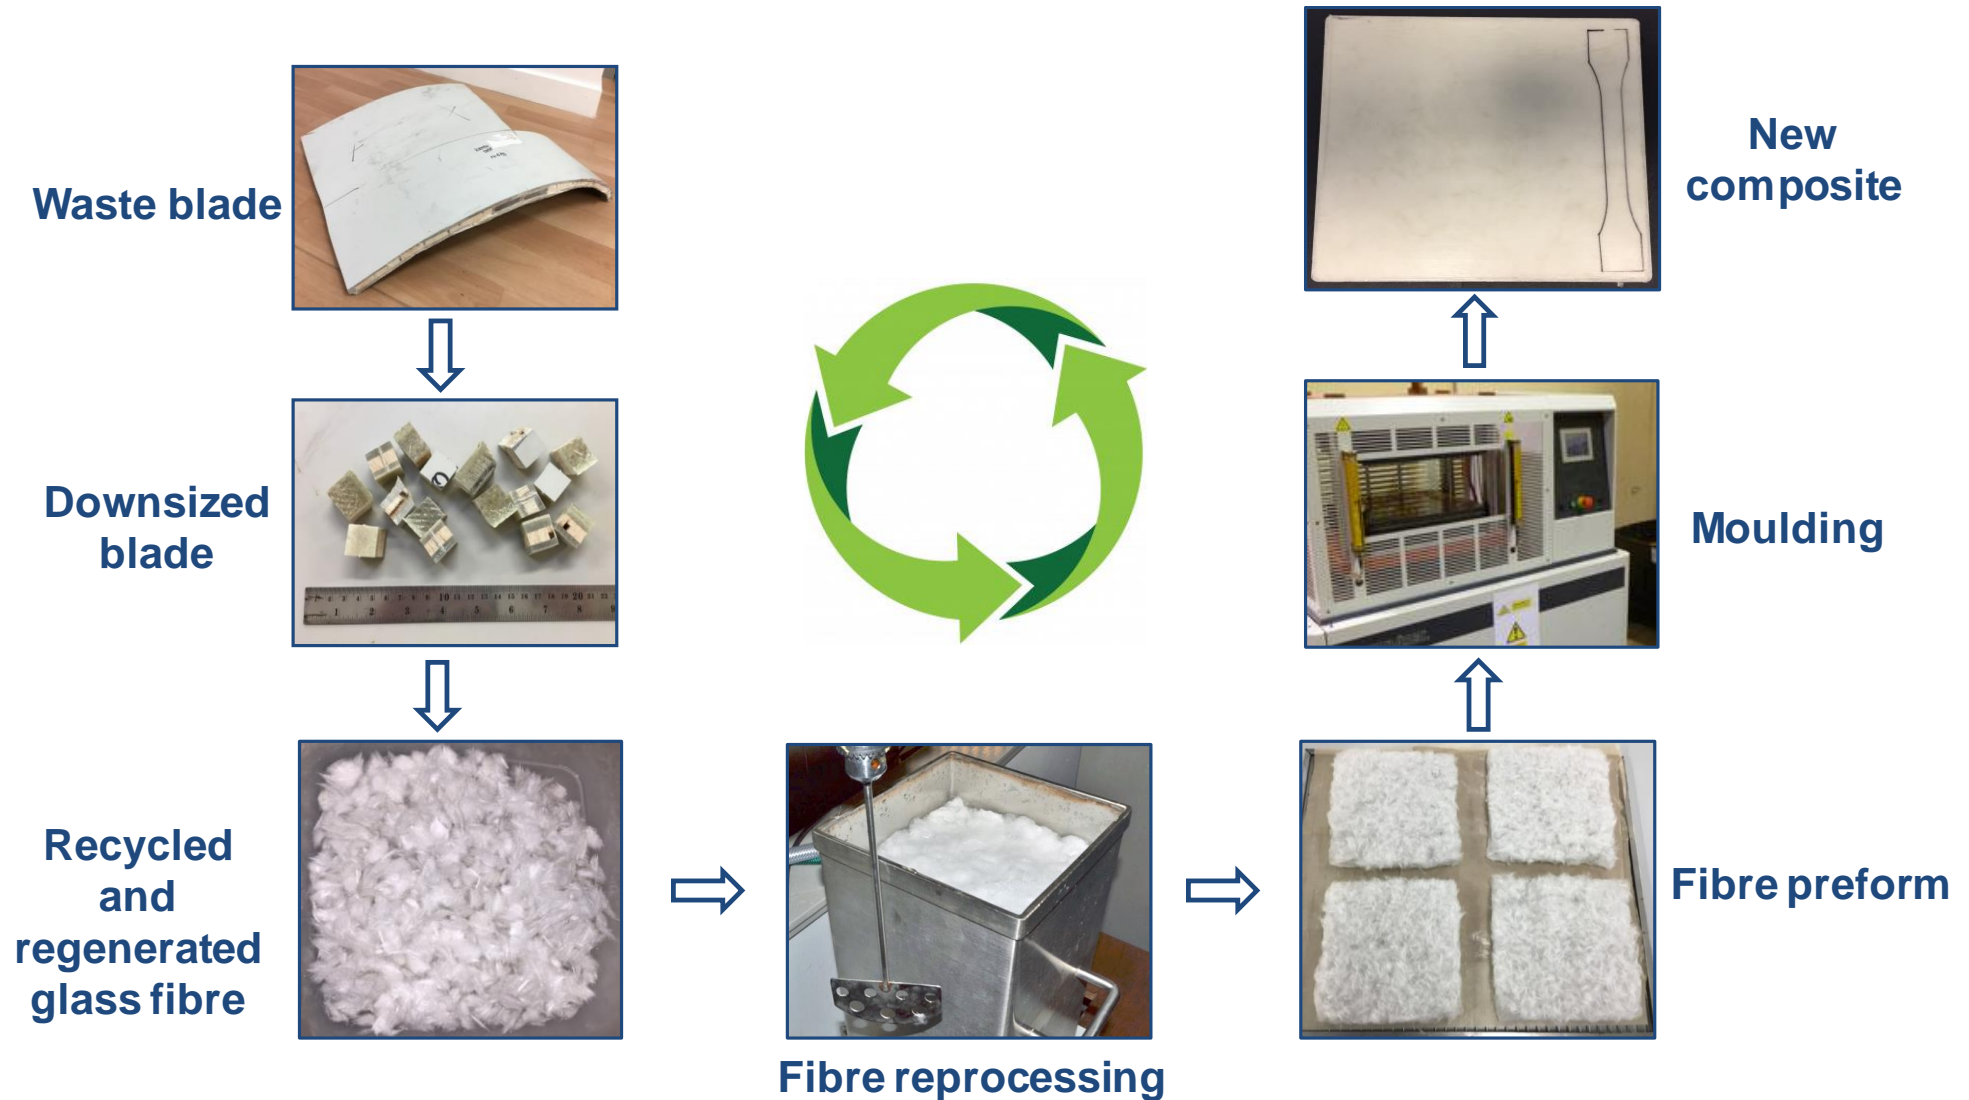 Waste blade
Downsized
blade
Recycled
and
regenerated
glass fibre
Fibre reprocessing
Fibre preform
Moulding
New
composite